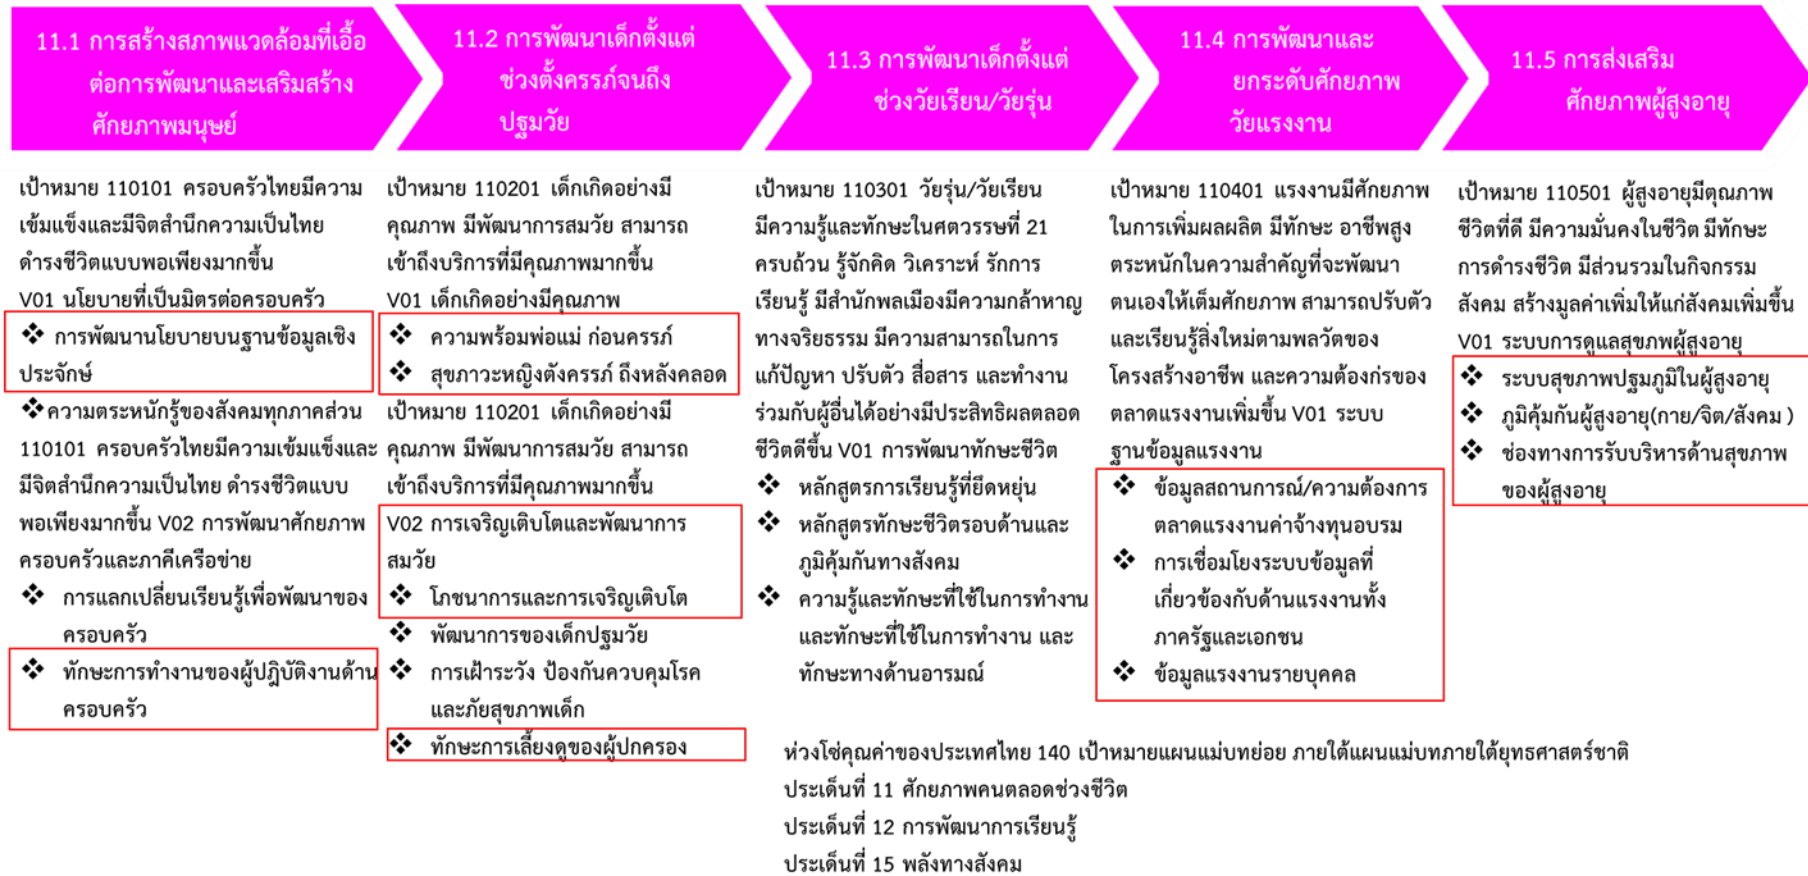 11.1 การสร้างสภาพแวดล้อมที่เอื้อ
ต่อการพัฒนาและเสริมสร้าง
ศักยภาพมนุษย์
11.2 การพัฒนาเด็กตั้งแต่
ช่วงตั้งครรภ์จนถึง
ปฐมวัย
11.3 การพัฒนาเด็กตั้งแต่
ช่วงวัยเรียน/วัยรุ่น
11.4 การพัฒนาและ
ยกระดับศักยภาพ
วัยแรงงาน
11.5 การส่งเสริม
ศักยภาพผู้สูงอายุ
เป้าหมาย 110101 ครอบครัวไทยมีความ
เข้มแข็งและมีจิตสำนึกความเป็นไทย
ดำรงชีวิตแบบพอเพียงมากขึ้น
V01 นโยบายที่เป็นมิตรต่อครอบครัว
❖ การพัฒนานโยบายบนฐานข้อมูลเชิง
ประจักษ์
❖ความตระหนักรู้ของสังคมทุกภาคส่วน
110101 ครอบครัวไทยมีความเข้มแข็งและ
มีจิตสำนึกความเป็นไทย ดำรงชีวิตแบบ
พอเพียงมากขึ้น V02 การพัฒนาศักยภาพ
ครอบครัวและภาคีเครือข่าย
❖ การแลกเปลี่ยนเรียนรู้เพื่อพัฒนาของ
ครอบครัว
❖ ทักษะการทำงานของผู้ปฏิบัติงานด้าน
ครอบครัว
เป้าหมาย 110201 เด็กเกิดอย่างมี
คุณภาพ มีพัฒนาการสมวัย สามารถ
เข้าถึงบริการที่มีคุณภาพมากขึ้น
V01 เด็กเกิดอย่างมีคุณภาพ
❖ ความพร้อมพ่อแม่ ก่อนครรภ์
❖ สุขภาวะหญิงตังครรภ์ ถึงหลังคลอด
เป้าหมาย 110201 เด็กเกิดอย่างมี
คุณภาพ มีพัฒนาการสมวัย สามารถ
เข้าถึงบริการที่มีคุณภาพมากขึ้น
V02 การเจริญเติบโตและพัฒนาการ
สมวัย
❖ โภชนาการและการเจริญเติบโต
❖ พัฒนาการของเด็กปฐมวัย
❖ การเฝ้าระวัง ป้องกันควบคุมโรค
และภัยสุขภาพเด็ก
❖ ทักษะการเลี้ยงดูของผู้ปกครอง
เป้าหมาย 110301 วัยรุ่น/วัยเรียน
มีความรู้และทักษะในศตวรรษที่ 21
ครบถ้วน รู้จักคิด วิเคราะห์ รักการ
เรียนรู้ มีสำนักพลเมืองมีความกล้าหาญ
ทางจริยธรรม มีความสามารถในการ
แก้ปัญหา ปรับตัว สื่อสาร และทำงาน
ร่วมกับผู้อื่นได้อย่างมีประสิทธิผลตลอด
ชีวิตดีขึ้น V01 การพัฒนาทักษะชีวิต
❖ หลักสูตรการเรียนรู้ที่ยึดหยุ่น
❖ หลักสูตรทักษะชีวิตรอบด้านและ
ภูมิคุ้มกันทางสังคม
❖ ความรู้และทักษะที่ใช้ในการทำงาน
และทักษะที่ใช้ในการทำงาน และ
ทักษะทางด้านอารมณ์
เป้าหมาย 110401 แรงงานมีศักยภาพ
ในการเพิ่มผลผลิต มีทักษะ อาชีพสูง
ตระหนักในความสำคัญที่จะพัฒนา
ตนเองให้เต็มศักยภาพ สามารถปรับตัว
และเรียนรู้สิ่งใหม่ตามพลวัตของ
โครงสร้างอาชีพ และความต้องก่รของ
ตลาดแรงงานเพิ่มขึ้น V01 ระบบ
ฐานข้อมูลแรงงาน
❖ ข้อมูลสถานการณ์/ความต้องการ
ตลาดแรงงานค่าจ้างทุนอบรม
❖ การเชื่อมโยงระบบข้อมูลที่
เกี่ยวข้องกับด้านแรงงานทั้ง
ภาครัฐและเอกชน
❖ ข้อมูลแรงงานรายบุคคล
เป้าหมาย 110501 ผู้สูงอายุมีตุณภาพ
ชีวิตที่ดี มีความมั่นคงในชีวิต มีทักษะ
การดำรงชีวิต มีส่วนรวมในกิจกรรม
สังคม สร้างมูลค่าเพิ่มให้แก่สังคมเพิ่มขึ้น
V01 ระบบการดูแลสุขภพผู้สูงอายุ
❖ ระบบสุขภาพปฐมภูมิในผู้สูงอายุ
❖ ภูมิคุ้มกันผู้สูงอายุ(กาย/จิต/สังคม )
❖ ช่องทางการรับบริหารด้านสุขภาพ
ของผู้สูงอายุ
ห่วงโซ่คุณค่าของประเทศไทย 140 เป้าหมายแผนแม่บทย่อย ภายใต้แผนแม่บทภายใต้ยุทธศาสตร์ชาติ
ประเด็นที่ 11 ศักยภาพคนตลอดช่วงชีวิต
ประเด็นที่ 12 การพัฒนาการเรียนรู้
ประเด็นที่ 15 พลังทางสังคม